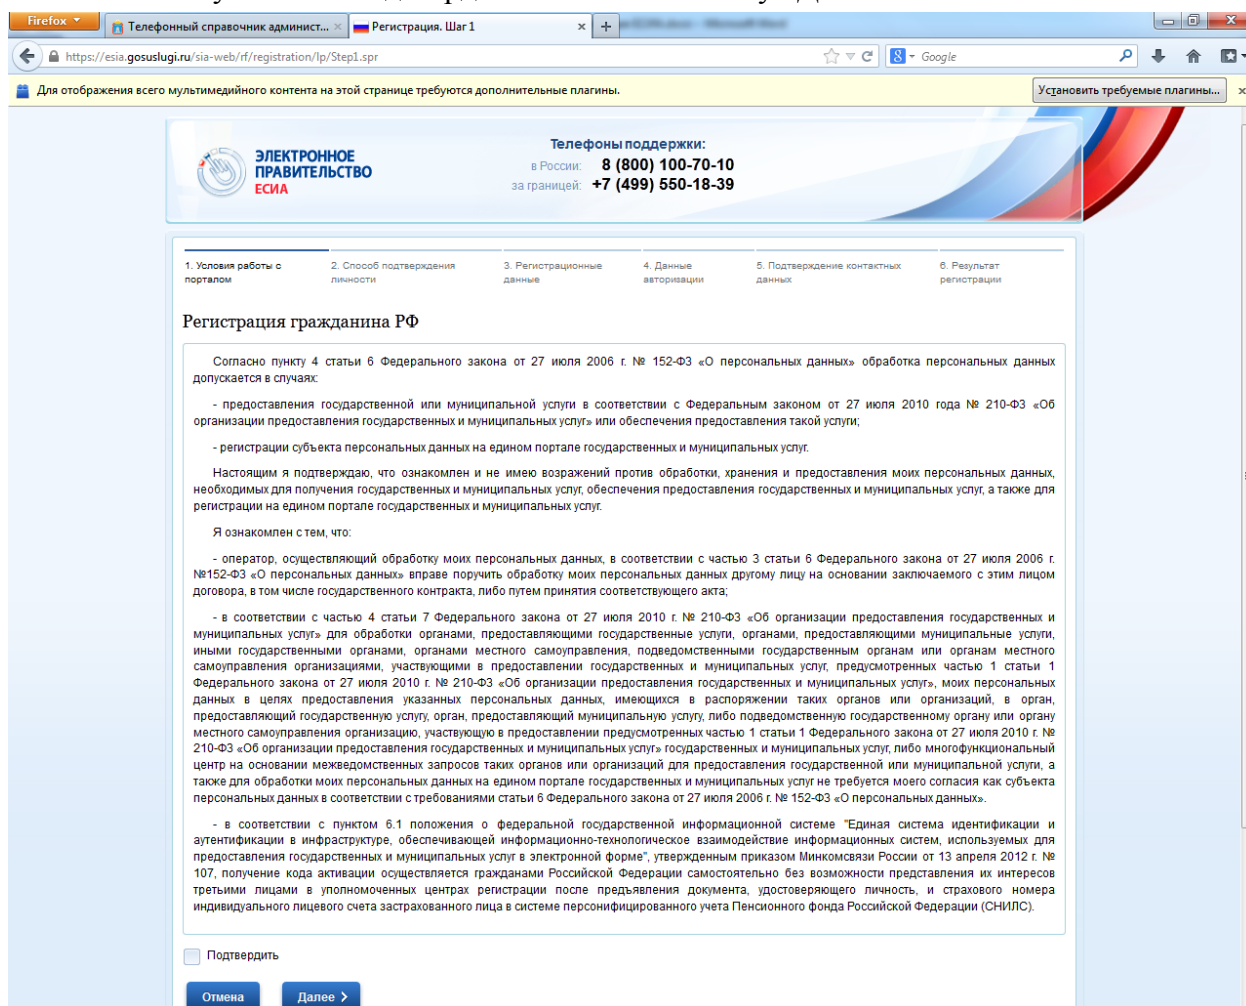 Firefox
Телефонный справочник админист...
Регистрация. Шаг 1
https://esia.gosuslugi.ru/sia-web/rf/registration/lp/Step1.spr
Google
Для отображения всего мультимедийного контента на этой странице требуются дополнительные плагины.
Установить требуемые плагины...
ЭЛЕКТРОННОЕ
ПРАВИТЕЛЬСТВО
ЕСИА
Телефоны поддержки:
в России: 8 (800) 100-70-10
за границей: +7 (499) 550-18-39
1. Условия работы с
порталом
2. Способ подтверждения
личности
3. Регистрационные
данные
4. Данные
авторизации
5. Подтверждение контактных
данных
6. Результат
регистрации
Регистрация гражданина РФ
Согласно пункту 4 статьи 6 Федерального закона от 27 июля 2006 г. № 152-ФЗ «О персональных данных» обработка персональных данных
допускается в случаях:
- предоставления государственной или муниципальной услуги в соответствии с Федеральным законом от 27 июля 2010 года № 210-ФЗ «Об
организации предоставления государственных и муниципальных услуг» или обеспечения предоставления такой услуги;
- регистрации субъекта персональных данных на едином портале государственных и муниципальных услуг.
Настоящим я подтверждаю, что ознакомлен и не имею возражений против обработки, хранения и предоставления моих персональных данных,
необходимых для получения государственных и муниципальных услуг, обеспечения предоставления государственных и муниципальных услуг, а также для
регистрации на едином портале государственных и муниципальных услуг.
Я ознакомлен с тем, что:
- оператор, осуществляющий обработку моих персональных данных, в соответствии с частью 3 статьи 6 Федерального закона от 27 июля 2006 г.
№152-ФЗ «О персональных данных» вправе поручить обработку моих персональных данных другому лицу на основании заключаемого с этим лицом
договора, в том числе государственного контракта, либо путем принятия соответствующего акта;
- в соответствии с частью 4 статьи 7 Федерального закона от 27 июля 2010 г. № 210-ФЗ «Об организации предоставления государственных и
муниципальных услуг» для обработки органами, предоставляющими государственные услуги, органами, предоставляющими муниципальные услуги,
иными государственными органами, органами местного самоуправления, подведомственными государственным органам или органам местного
самоуправления организациями, участвующими в предоставлении государственных и муниципальных услуг, предусмотренных частью 1 статьи 1
Федерального закона от 27 июля 2010 г. № 210-ФЗ «Об организации предоставления государственных и муниципальных услуг», моих персональных
данных в целях предоставления указанных персональных данных, имеющихся в распоряжении таких органов или организаций, в орган,
предоставляющий государственную услугу, орган, предоставляющий муниципальную услугу, либо подведомственную государственному органу или органу
местного самоуправления организацию, участвующую в предоставлении предусмотренных частью 1 статьи 1 Федерального закона от 27 июля 2010 г. №
210-ФЗ «Об организации предоставления государственных и муниципальных услуг» государственных и муниципальных услуг, либо многофункциональный
центр на основании межведомственных запросов таких органов или организаций для предоставления государственной или муниципальной услуги, а
также для обработки моих персональных данных на едином портале государственных и муниципальных услуг не требуется моего согласия как субъекта
персональных данных в соответствии с требованиями статьи 6 Федерального закона от 27 июля 2006 г. № 152-ФЗ «О персональных данных».
- в соответствии с пунктом 6.1 положения о федеральной государственной информационной системе "Единая система идентификации и
аутентификации в инфраструктуре, обеспечивающей информационно-технологическое взаимодействие информационных систем, используемых для
предоставления государственных и муниципальных услуг в электронной форме", утвержденным приказом Минкомсвязи России от 13 апреля 2012 г. №
107, получение кода активации осуществляется гражданами Российской Федерации самостоятельно без возможности представления их интересов
третьими лицами в уполномоченных центрах регистрации после предъявления документа, удостоверяющего личность, и страхового номера
индивидуального лицевого счета застрахованного лица в системе персонифицированного учета Пенсионного фонда Российской Федерации (СНИЛС).
Подтвердить
Отмена
Далее >